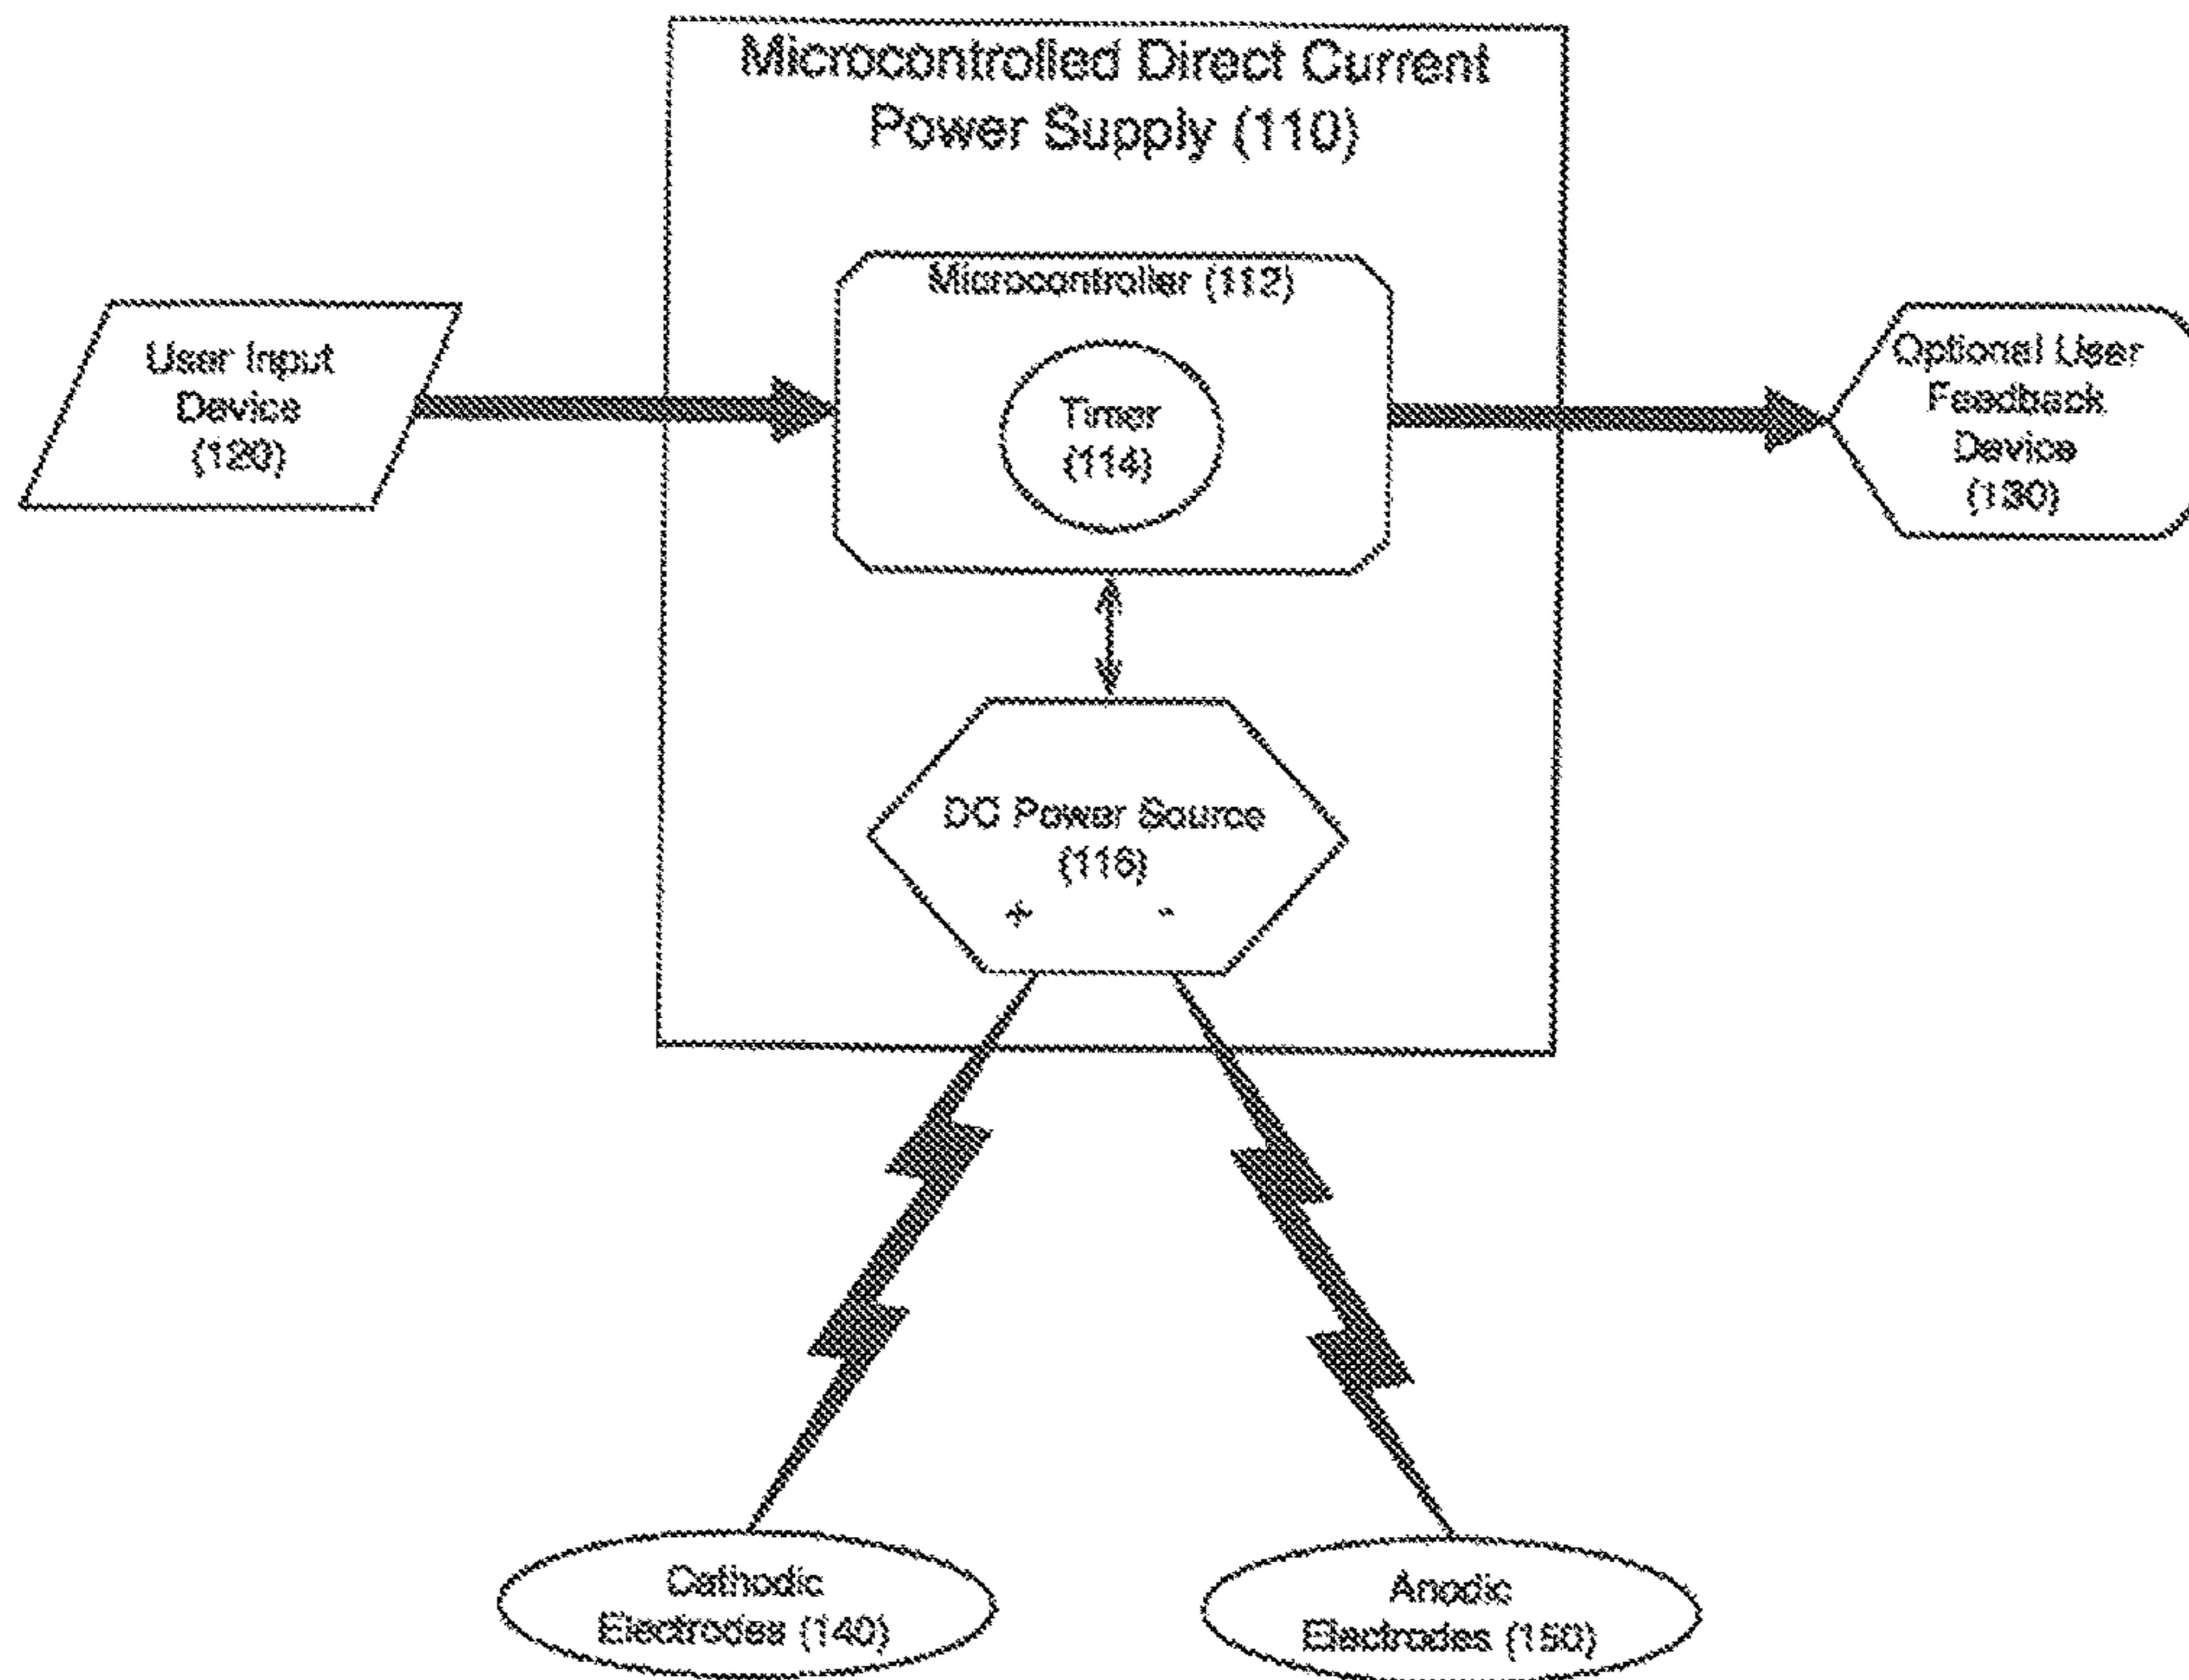 Microcontrolled Direct Current
Power Supply (110)
Microcontroller (112)
User Input
Device
(120)
Timer
(114)
Optional User
Feedback
Device
(130)
DC Power Source
(116)
+ -
Cathodic
Electrodes (140)
Anodic
Electrodes (150)